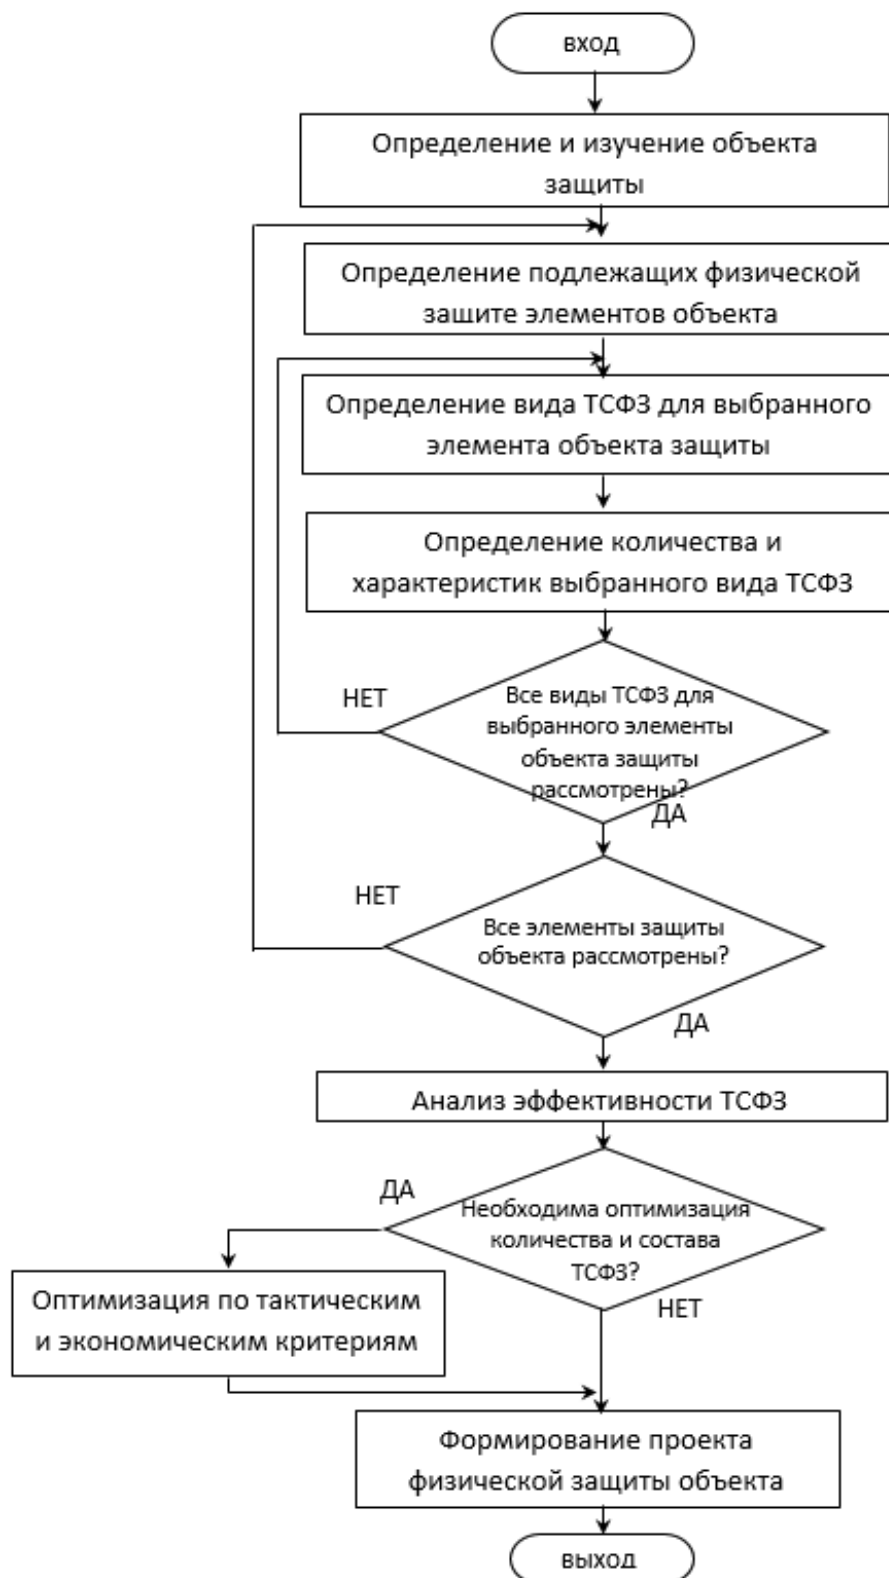 вход
Определение и изучение объекта
защиты
Определение подлежащих физической
защите элементов объекта
Определение вида ТСФЗ для выбранного
элемента объекта защиты
Определение количества и
характеристик выбранного вида ТСФЗ
НЕТ
Все виды ТСФЗ для
выбранного элементы
объекта защиты
рассмотрены?
ДА
НЕТ
Все элементы защиты
объекта рассмотрены?
ДА
Анализ эффективности ТСФЗ
ДА
Необходима оптимизация
количества и состава
ТСФЗ?
НЕТ
Оптимизация по тактическим
и экономическим критериям
Формирование проекта
физической защиты объекта
выход